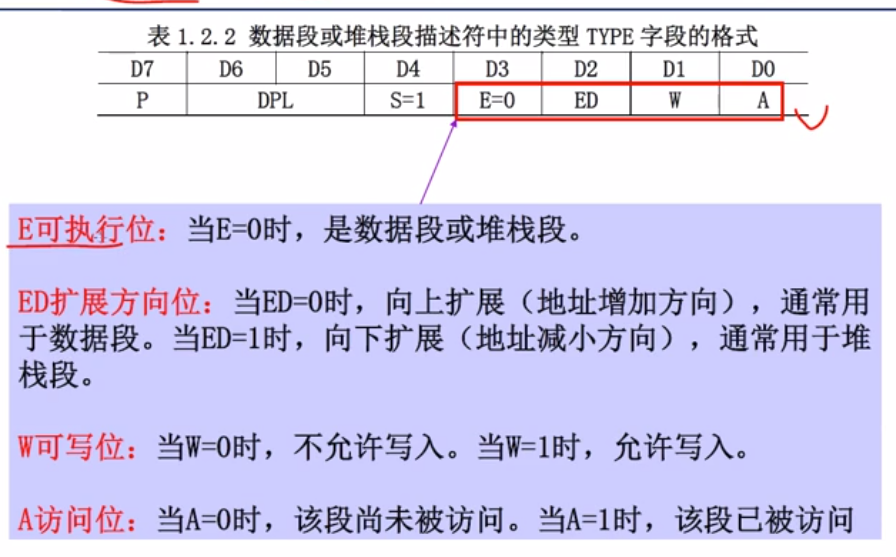 表 1.2.2 数据段或堆栈段描述符中的类型 TYPE 字段的格式
D7 D6 D5 D4 D3 D2 D1 D0
P DPL S=1 E=0 ED W A
E可执行位：当E=0时，是数据段或堆栈段。
ED扩展方向位：当ED=0时，向上扩展（地址增加方向），通常用
于数据段。当ED=1时，向下扩展（地址减小方向），通常用于堆
栈段。
W可写位：当W=0时，不允许写入。当W=1时，允许写入。
A访问位：当A=0时，该段尚未被访问。当A=1时，该段已被访问